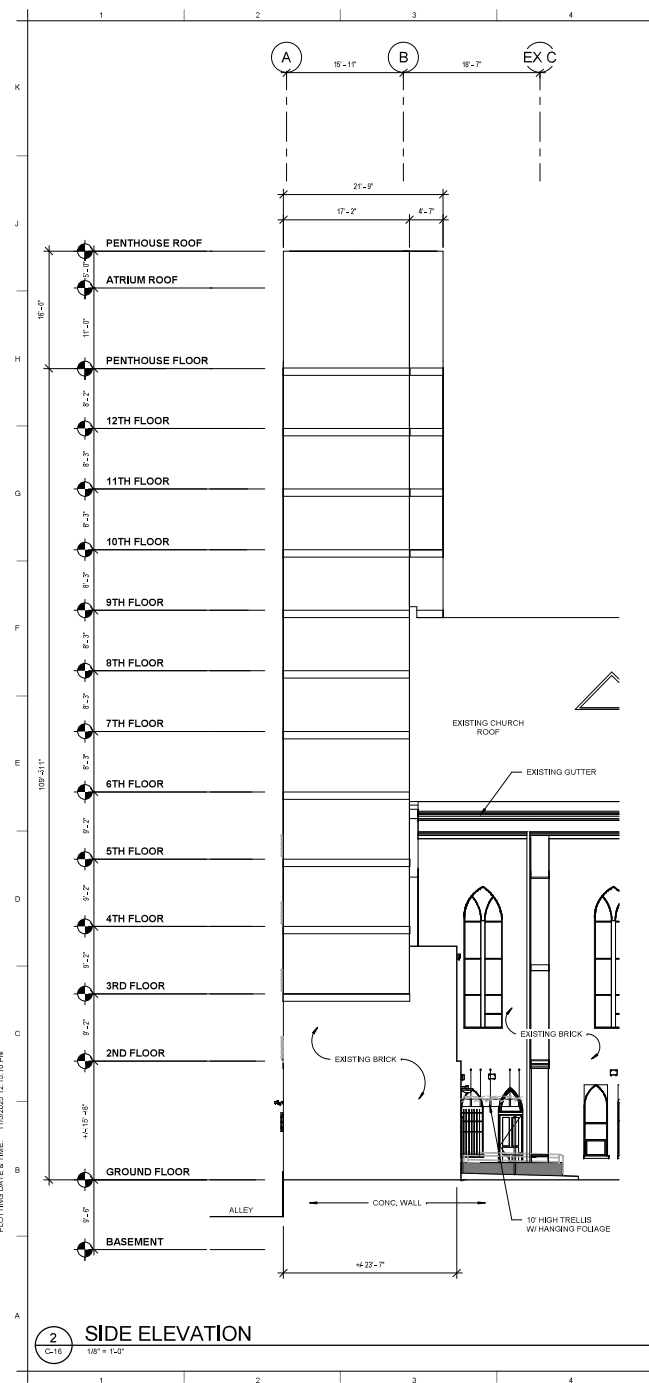 1 2 3 4
A B EX C
15' - 11" 18' - 7"
K
21' - 9"
17' - 2" 4' - 7"
J
PENTHOUSE ROOF
5' - 0"
ATRIUM ROOF
16' - 0"
11' - 0"
H
PENTHOUSE FLOOR
8' - 2"
12TH FLOOR
8' - 3"
G
11TH FLOOR
8' - 3"
10TH FLOOR
8' - 3"
9TH FLOOR
F
8' - 3"
8TH FLOOR
8' - 3"
EXISTING CHURCH
ROOF
7TH FLOOR
E
8' - 3"
EXISTING GUTTER
6TH FLOOR
9' - 2"
5TH FLOOR
D
9' - 2"
4TH FLOOR
9' - 2"
3RD FLOOR
C
9' - 2"
EXISTING BRICK
EXISTING BRICK
2ND FLOOR
B
GROUND FLOOR
CONC. WALL
ALLEY
9' - 6"
10' HIGH TRELLIS
W/ HANGING FOLIAGE
BASEMENT
+/- 23' - 7"
A
2 SIDE ELEVATION
C-16 1/8" = 1'-0"
1 2 3 4